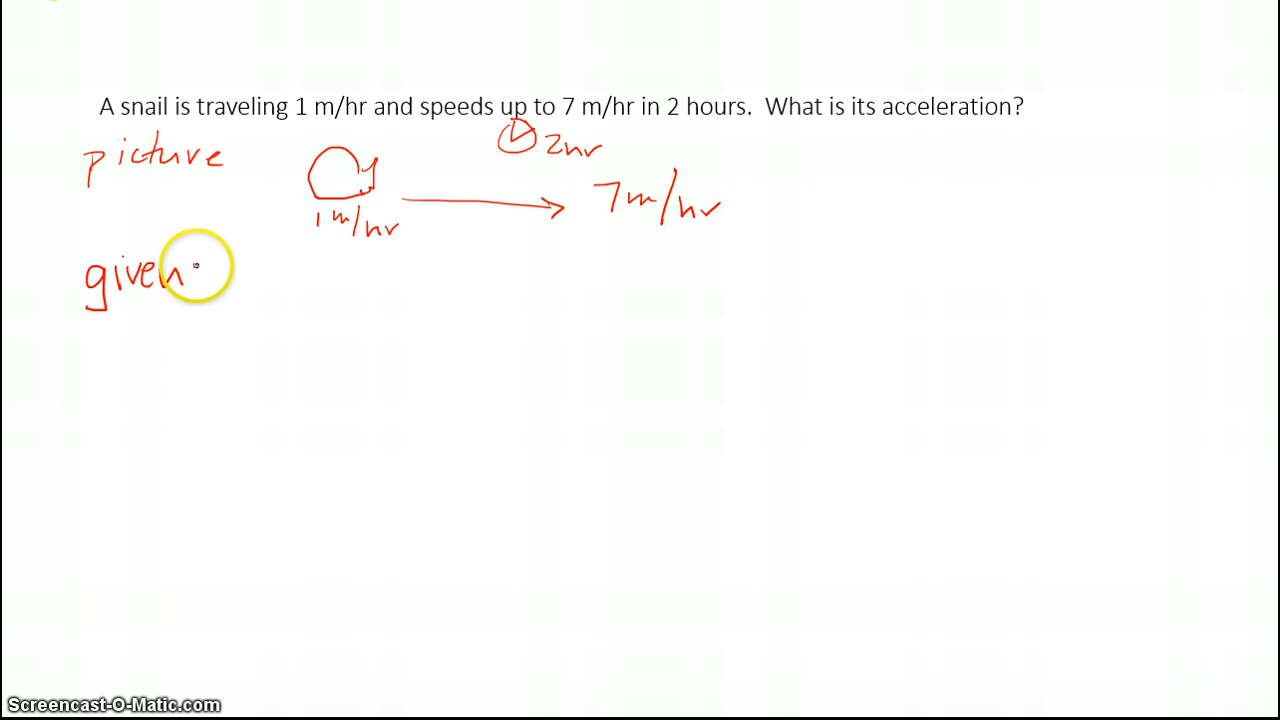 A snail is traveling 1 m/hr and speeds up to 7 m/hr in 2 hours. What is its acceleration?
picture
2hr
1 m/hr
7m/hr
given
Screencast-O-Matic.com